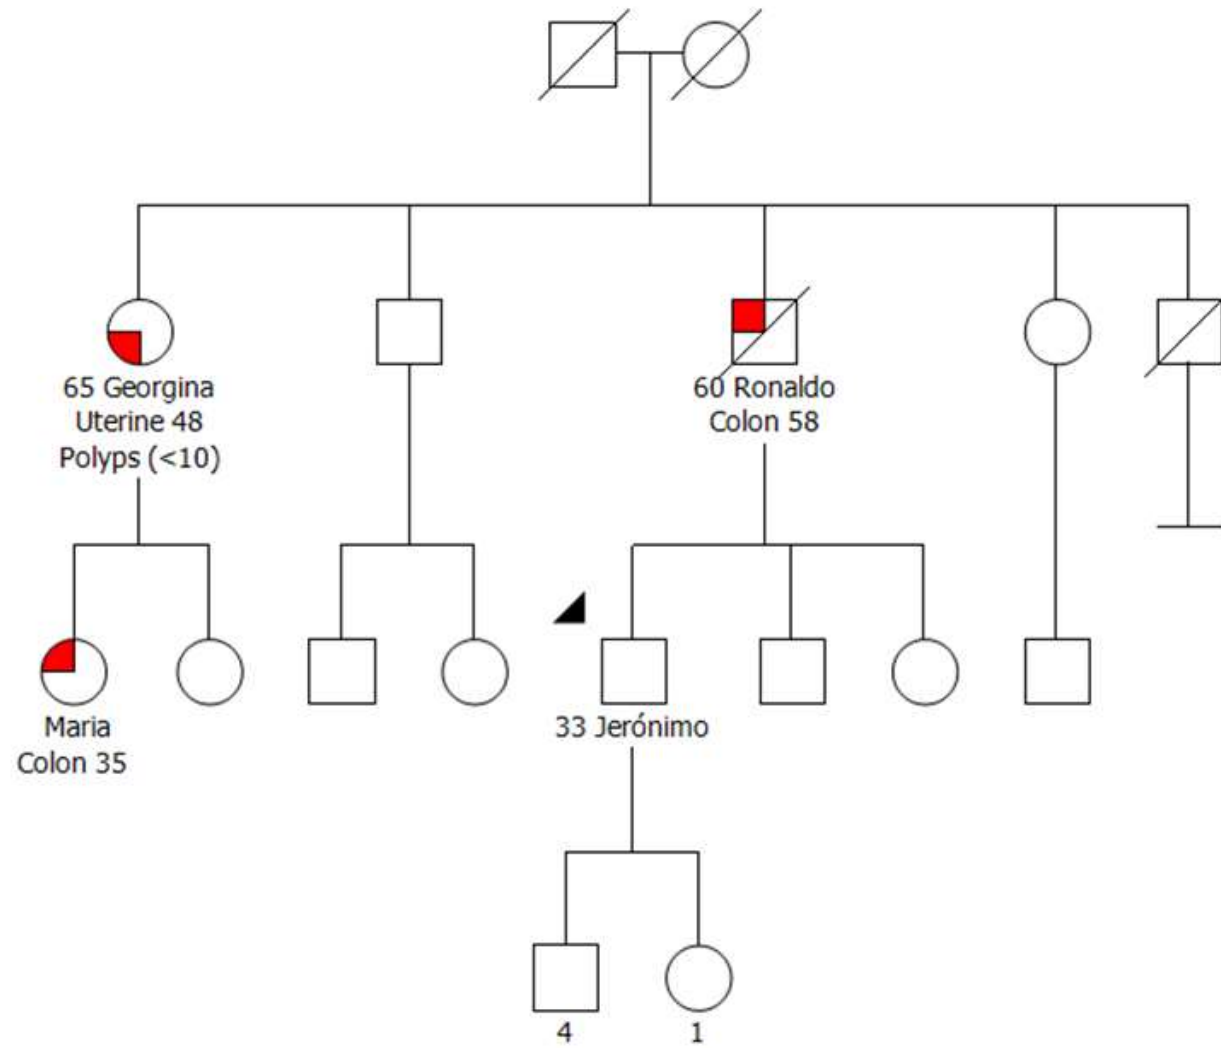 65 Georgina
Uterine 48
Polyps (<10)
60 Ronaldo
Colon 58
Maria
Colon 35
33 Jerónimo
4
1